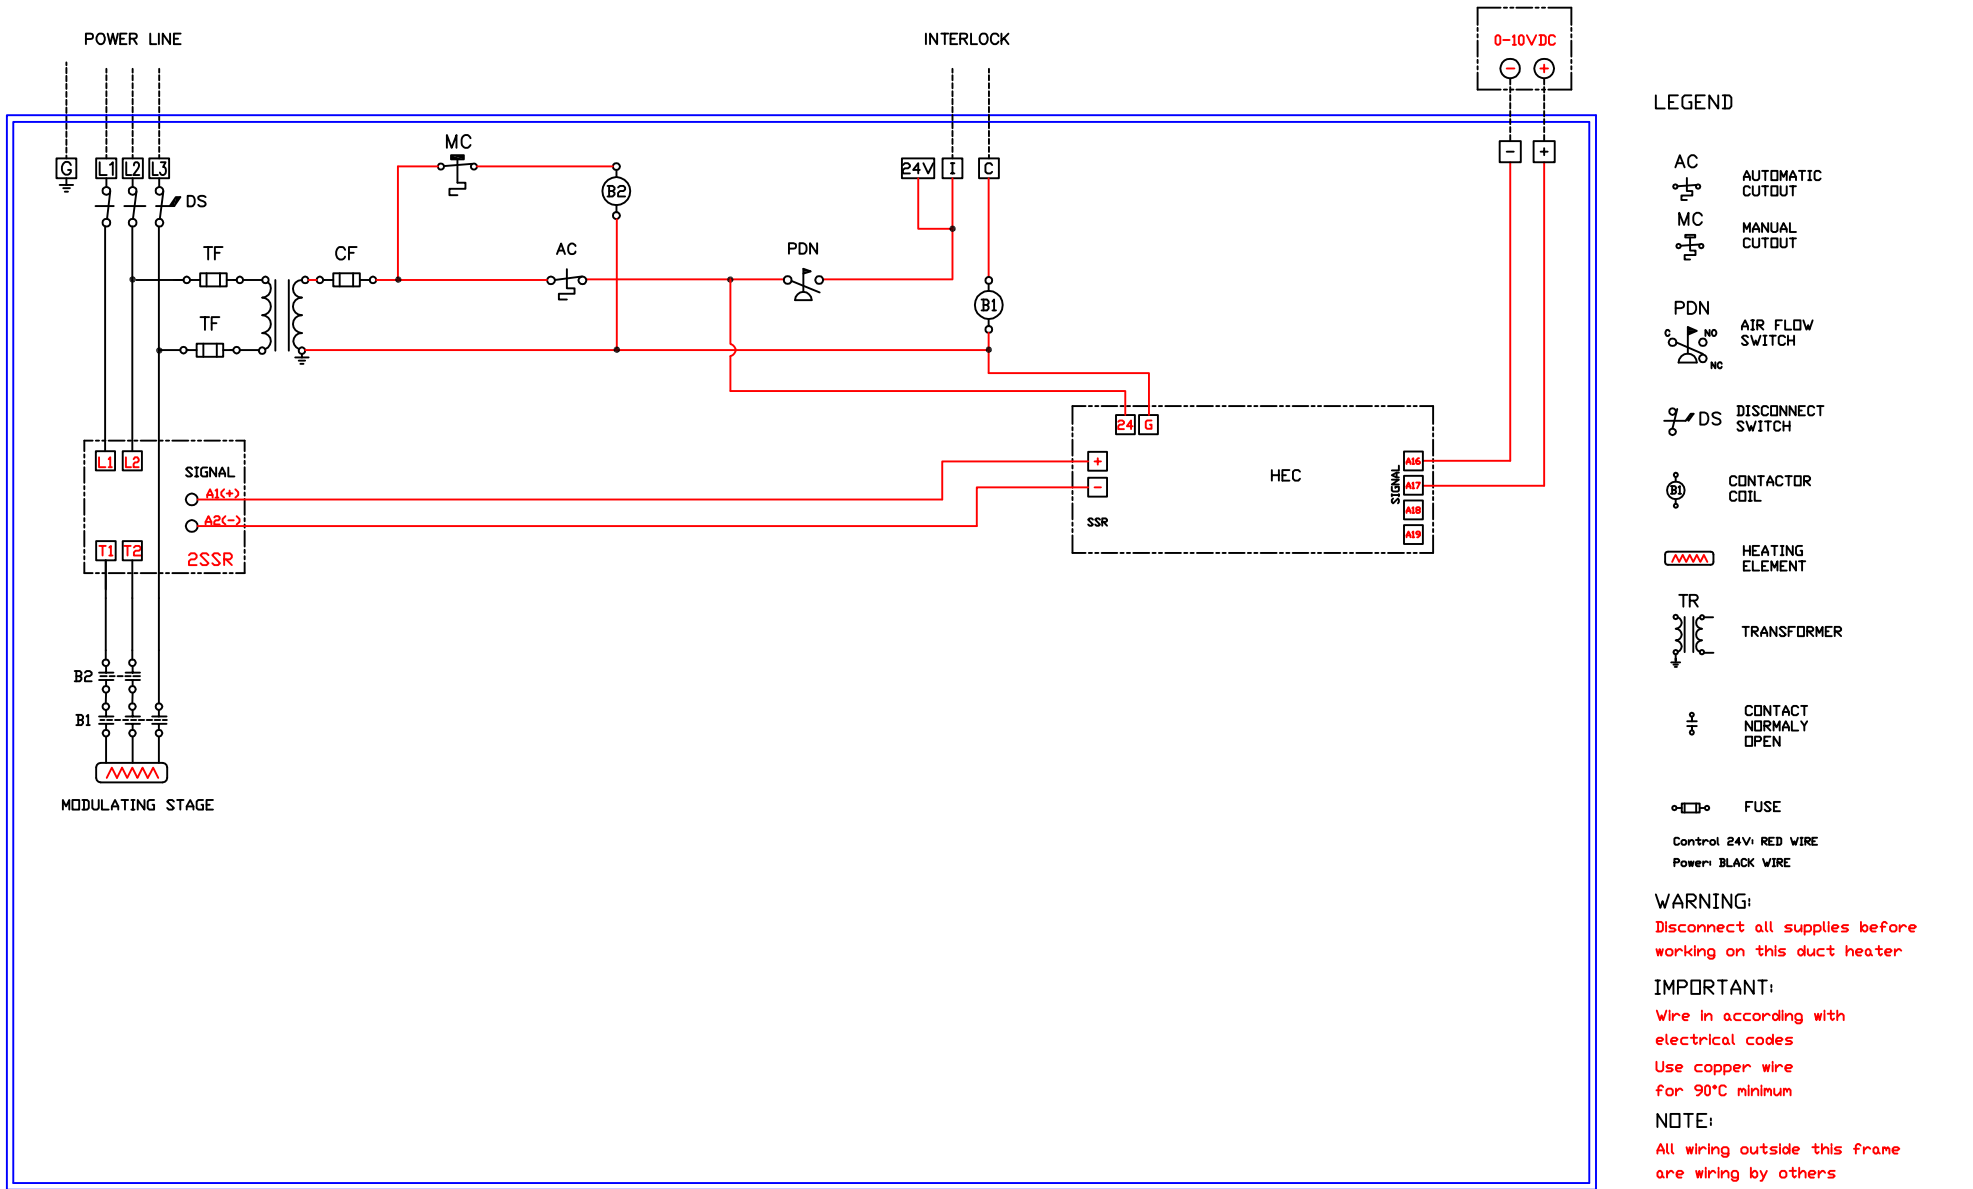 POWER LINE
INTERLOCK
0-10VDC
- +
G L1 L2 L3
DS
MC
B2
24V I C
- +
TF
CF
AC
PDN
B1
TF
24 G
L1 L2
SIGNAL
A1(+)
A2(-)
T1 T2
2SSR
+
-
SSR
HEC
SIGNAL
A16
A17
A18
A19
B2
B1
MODULATING STAGE
LEGEND
AC
AUTOMATIC
CUTOUT
MC
MANUAL
CUTOUT
PDN
C NO
NC
AIR FLOW
SWITCH
DS
DISCONNECT
SWITCH
B1
CONTACTOR
COIL
HEATING
ELEMENT
TR
TRANSFORMER
CONTACT
NORMALY
OPEN
FUSE
Control 24V: RED WIRE
Power: BLACK WIRE
WARNING:
Disconnect all supplies before
working on this duct heater
IMPORTANT:
Wire in according with
electrical codes
Use copper wire
for 90°C minimum
NOTE:
All wiring outside this frame
are wiring by others